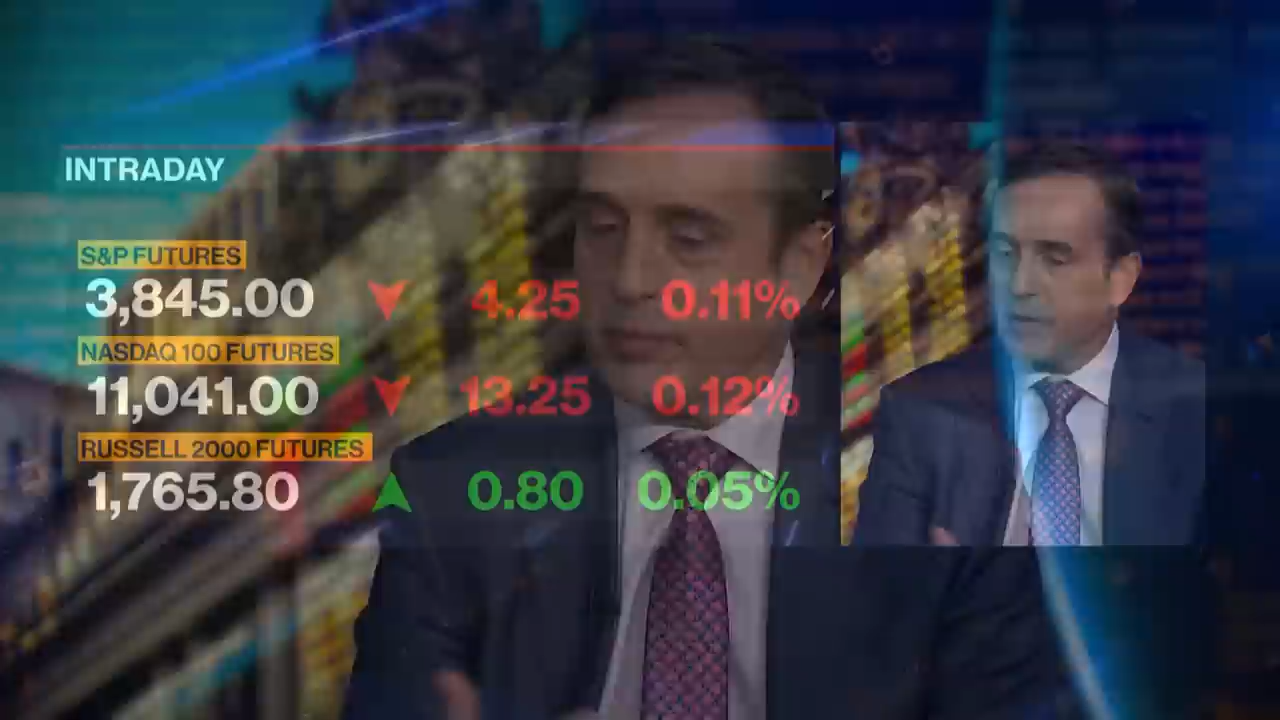 INTRADAY
S&P FUTURES
3,845.00 ▼ 4.25 0.11%
NASDAQ 100 FUTURES
11,041.00 ▼ 13.25 0.12%
RUSSELL 2000 FUTURES
1,765.80 ▲ 0.80 0.05%